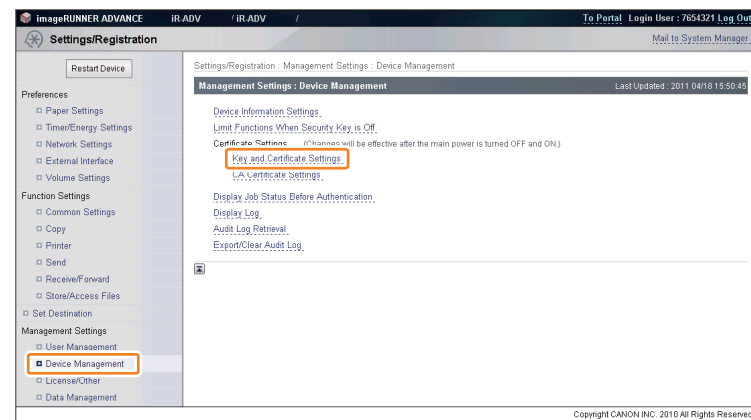 imageRUNNER ADVANCE iR-ADV / iR-ADV /
To Portal Login User : 7654321 Log Out
Settings/Registration
Mail to System Manager
Restart Device
Preferences
Paper Settings
Timer/Energy Settings
Network Settings
External Interface
Volume Settings
Function Settings
Common Settings
Copy
Printer
Send
Receive/Forward
Store/Access Files
Set Destination
Management Settings
User Management
Device Management
License/Other
Data Management
Settings/Registration : Management Settings : Device Management
Management Settings : Device Management
Last Updated : 2011 04/18 15:50:45
Device Information Settings
Limit Functions When Security Key is Off
Certificate Settings (Changes will be effective after the main power is turned OFF and ON.)
Key and Certificate Settings
CA Certificate Settings
Display Job Status Before Authentication
Display Log
Audit Log Retrieval
Export/Clear Audit Log
Copyright CANON INC. 2010 All Rights Reserved